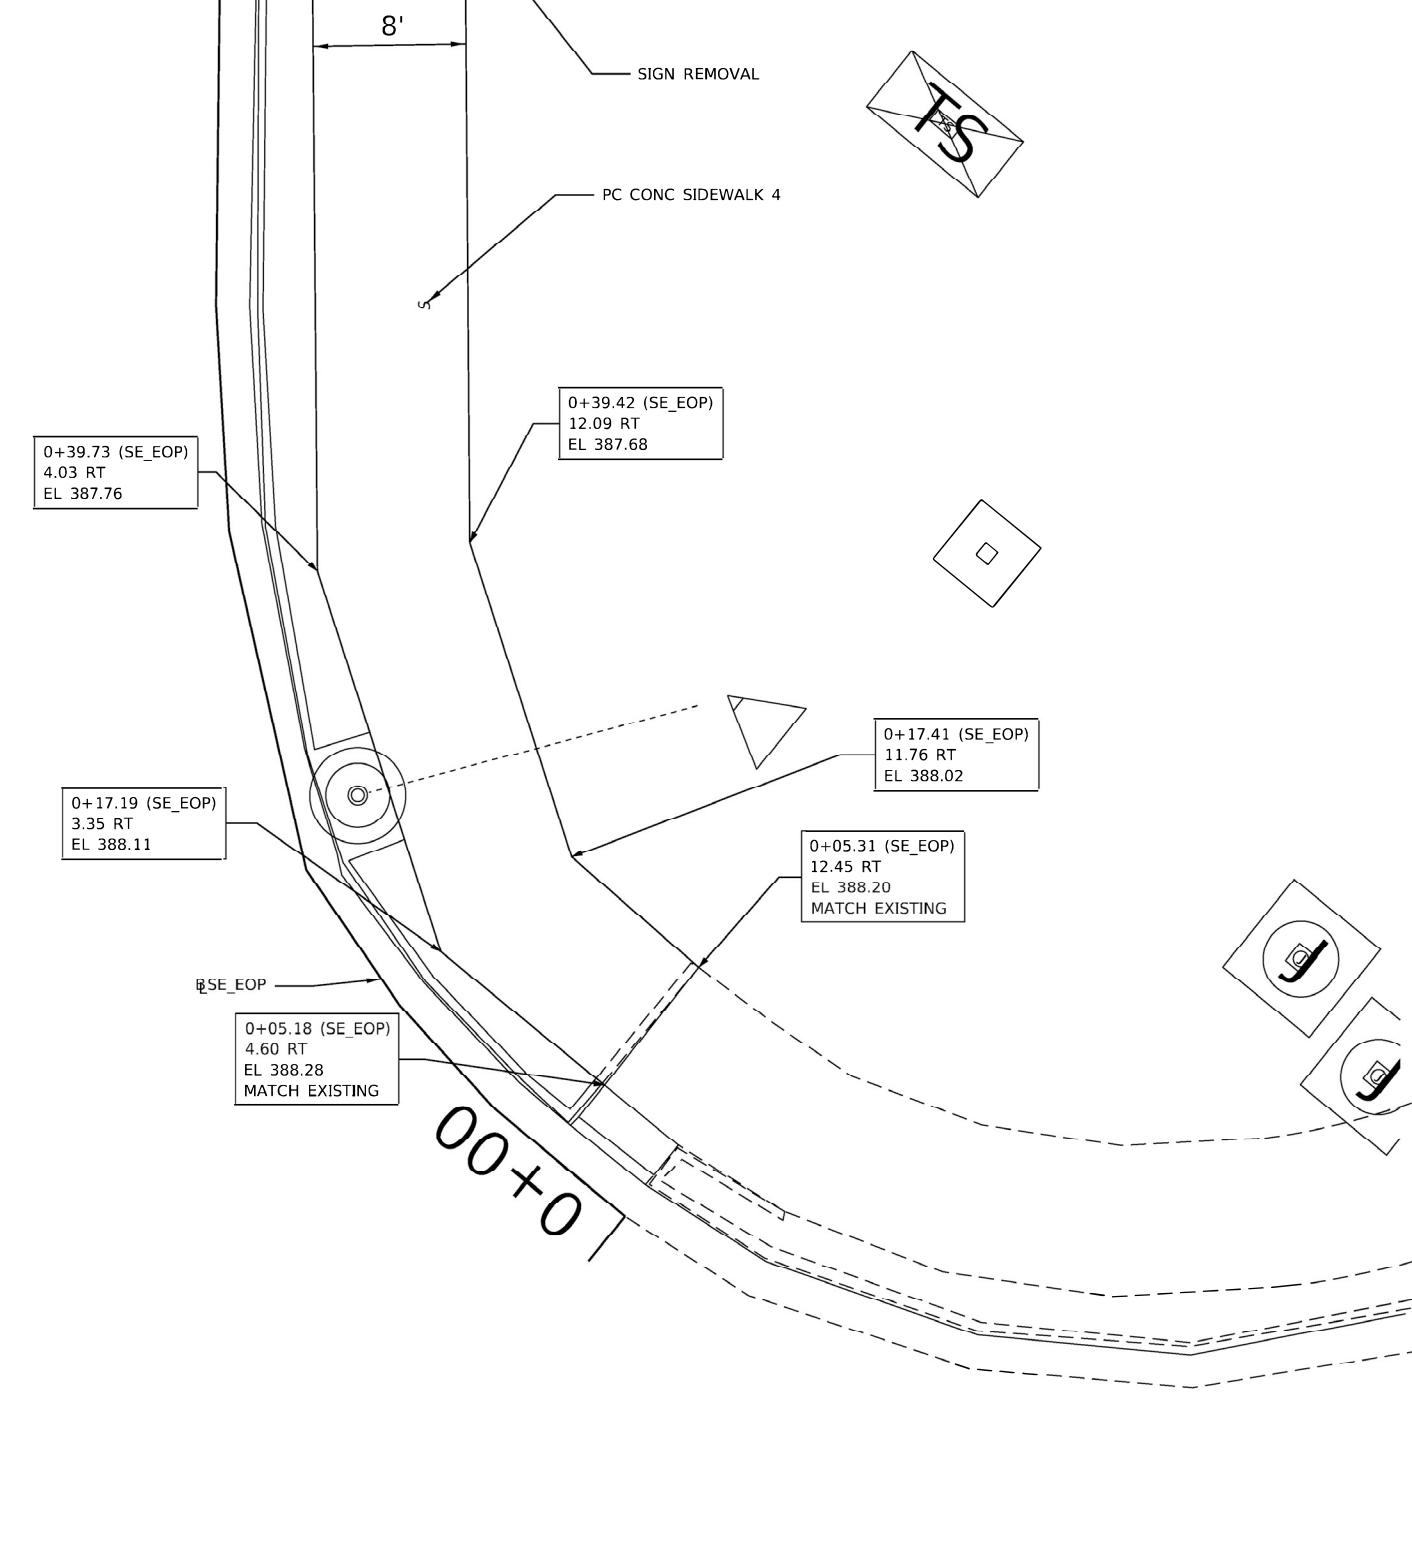 8'
SIGN REMOVAL
TS
PC CONC SIDEWALK 4
S
0+39.42 (SE_EOP)
12.09 RT
EL 387.68
0+39.73 (SE_EOP)
4.03 RT
EL 387.76
0+17.41 (SE_EOP)
11.76 RT
EL 388.02
0+17.19 (SE_EOP)
3.35 RT
EL 388.11
0+05.31 (SE_EOP)
12.45 RT
EL 388.20
MATCH EXISTING
J
SE_EOP
0+05.18 (SE_EOP)
4.60 RT
EL 388.28
MATCH EXISTING
J
0+00